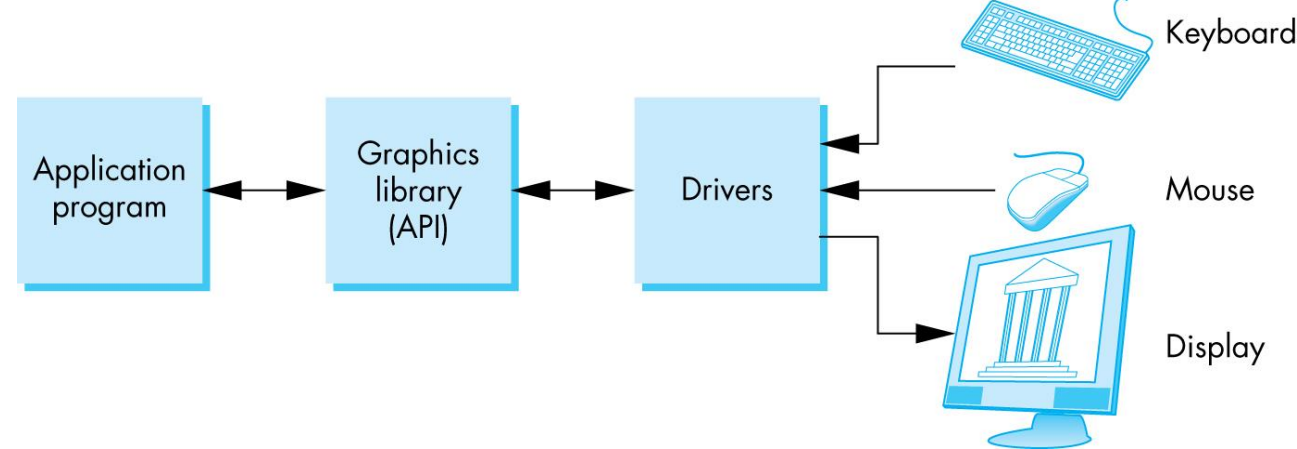 Application
program
Graphics
library
(API)
Drivers
Keyboard
Mouse
Display